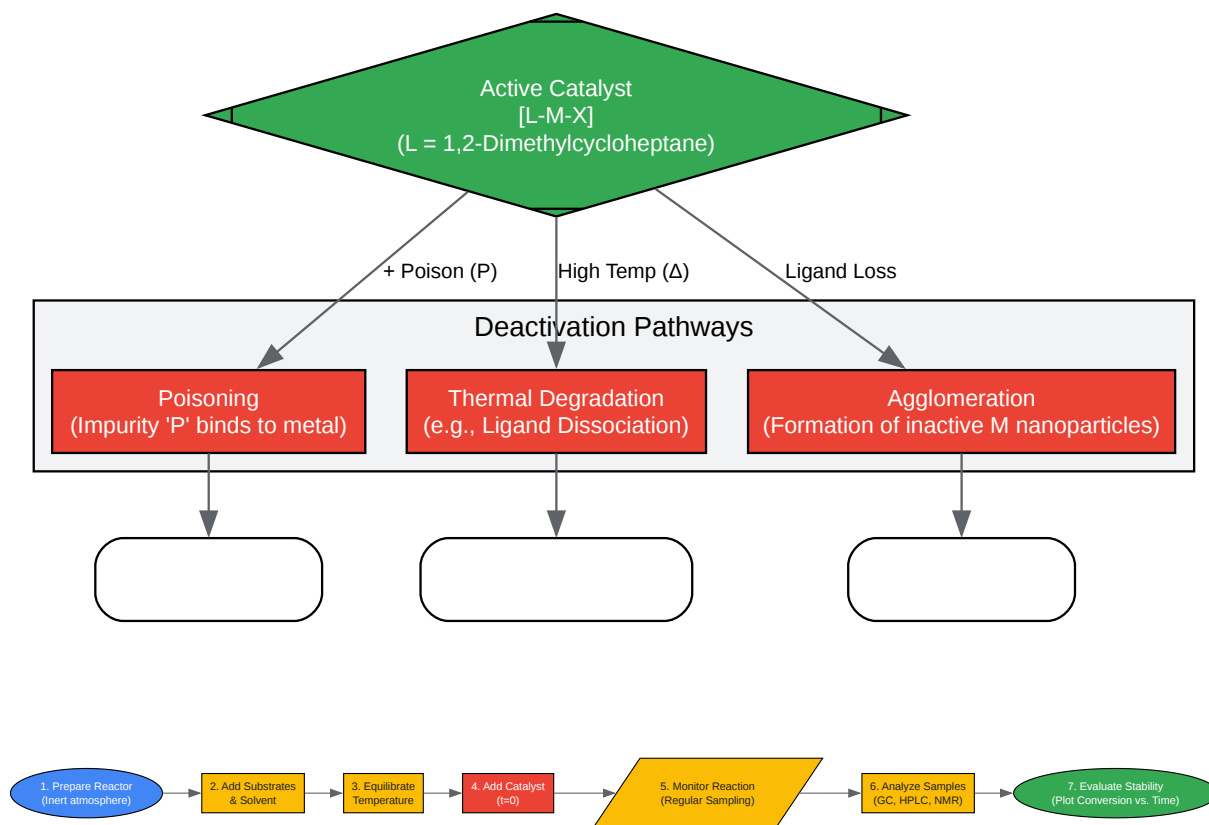 Active Catalyst
[L-M-X]
(L = 1,2-Dimethylcycloheptane)
+ Poison (P)
High Temp (Δ)
Ligand Loss
Deactivation Pathways
Poisoning
(Impurity 'P' binds to metal)
Thermal Degradation
(e.g., Ligand Dissociation)
Agglomeration
(Formation of inactive M nanoparticles)
1. Prepare Reactor
(Inert atmosphere)
2. Add Substrates
& Solvent
3. Equilibrate
Temperature
4. Add Catalyst
(t=0)
5. Monitor Reaction
(Regular Sampling)
6. Analyze Samples
(GC, HPLC, NMR)
7. Evaluate Stability
(Plot Conversion vs. Time)